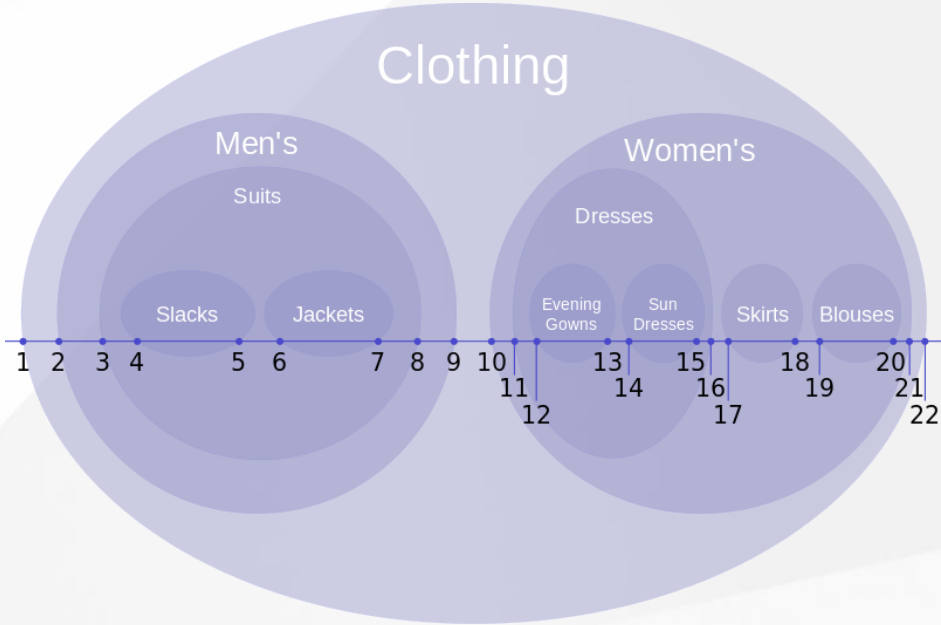 Clothing
Men's
Women's
Suits
Dresses
Slacks
Jackets
Evening
Gowns
Sun
Dresses
Skirts
Blouses
1 2 3 4 5 6 7 8 9 10 13 15 18 20
11 14 16 19 21
12 17 22